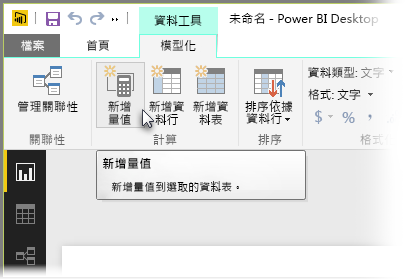 資料工具
未命名 - Power BI Desktop
檔案
首頁
模型化
管理關聯性
新增
量值
新增資
料行
新增資
料表
排序依據
資料行
資料類型: 文字
格式: 文字
$ % ,
關聯性
計算
排序
格式
新增量值
新增量值到選取的資料表。